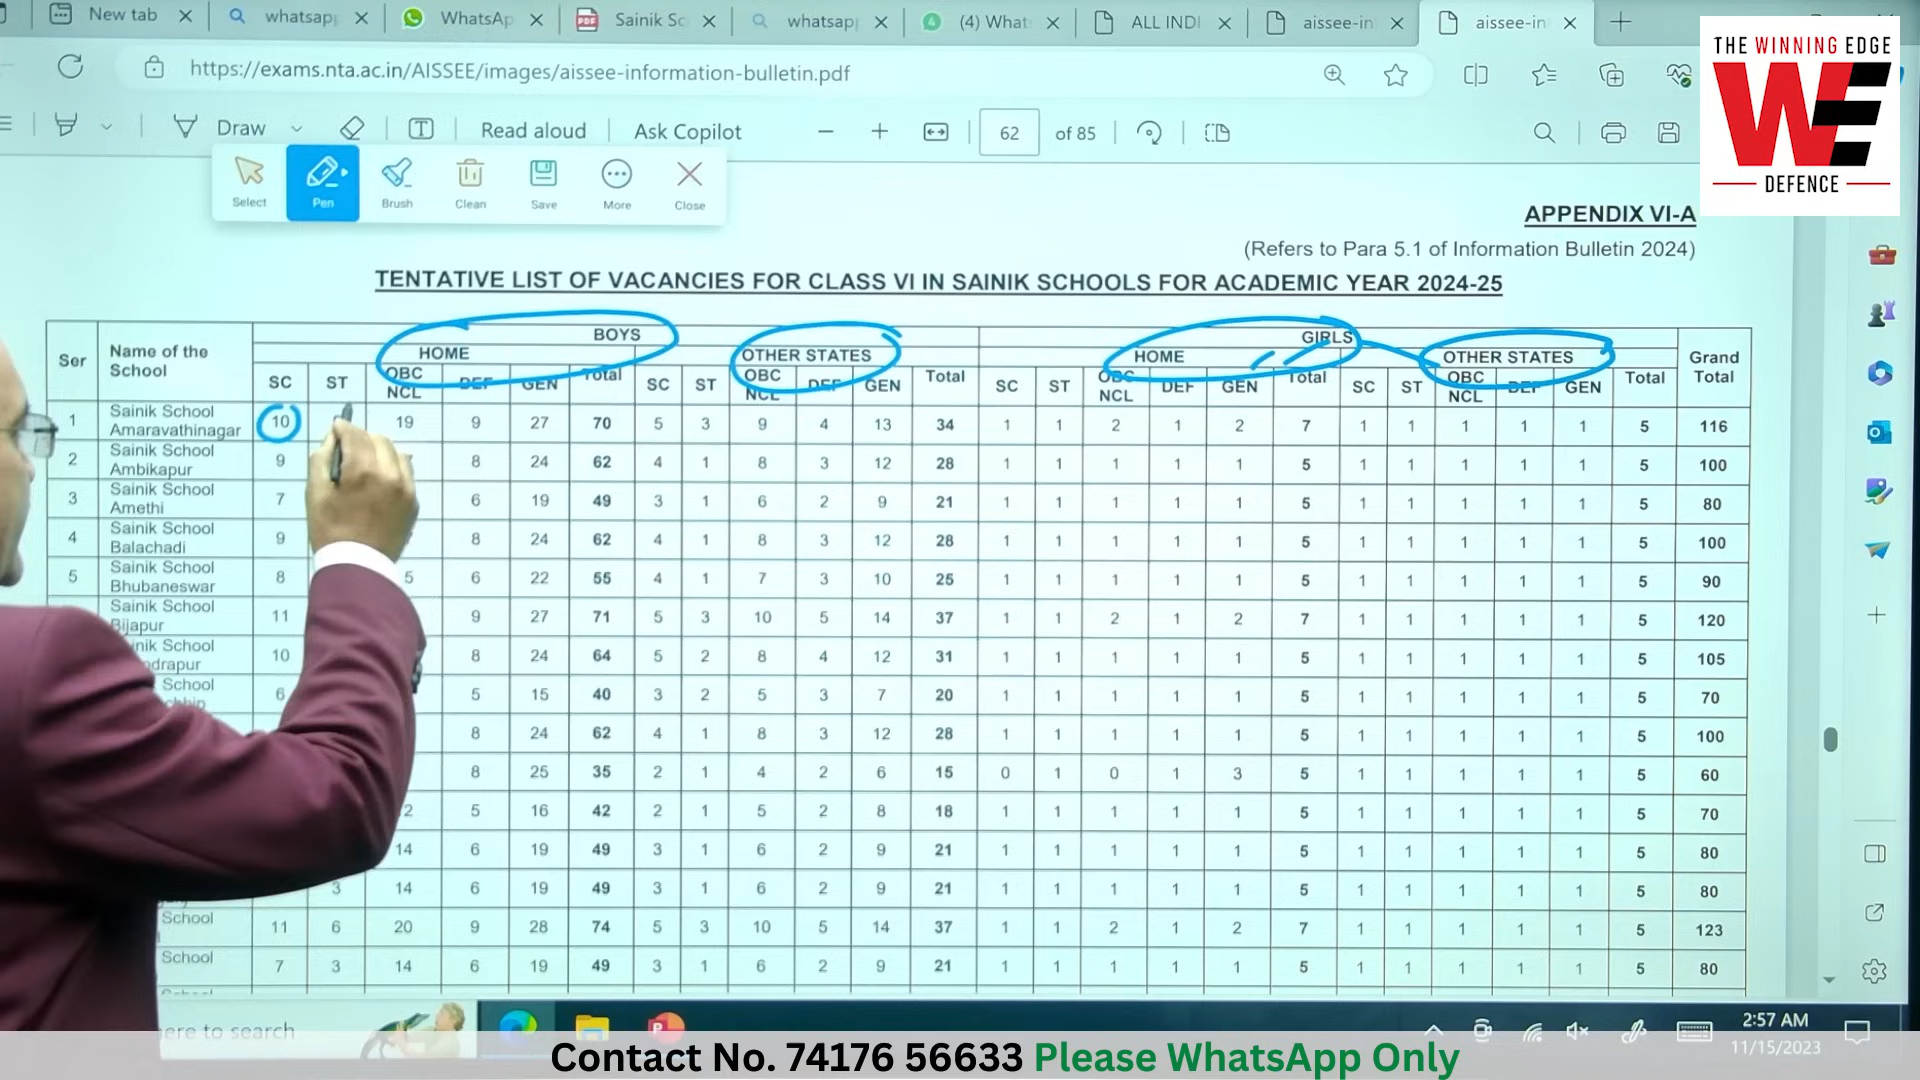 New tab
whatsapp
WhatsAp
Sainik Sc
whatsapp
(4) What
ALL INDI
aissee-in
aissee-in
https://exams.nta.ac.in/AISSEE/images/aissee-information-bulletin.pdf
THE WINNING EDGE
WE
DEFENCE
Draw
Read aloud
Ask Copilot
62 of 85
Select Pen Brush Clean Save More Close
APPENDIX VI-A
(Refers to Para 5.1 of Information Bulletin 2024)
TENTATIVE LIST OF VACANCIES FOR CLASS VI IN SAINIK SCHOOLS FOR ACADEMIC YEAR 2024-25
Ser Name of the School BOYS GIRLS Grand Total
HOME OTHER STATES HOME OTHER STATES
SC ST OBC NCL DEF GEN Total SC ST OBC NCL DEF GEN Total SC ST OBC NCL DEF GEN Total SC ST OBC NCL DEF GEN Total
1 Sainik School Amaravathinagar 10 19 9 27 70 5 3 9 4 13 34 1 1 2 1 2 7 1 1 1 1 1 5 116
2 Sainik School Ambikapur 9 8 24 62 4 1 8 3 12 28 1 1 1 1 1 5 1 1 1 1 1 5 100
3 Sainik School Amethi 7 6 19 49 3 1 6 2 9 21 1 1 1 1 1 5 1 1 1 1 1 5 80
4 Sainik School Balachadi 9 8 24 62 4 1 8 3 12 28 1 1 1 1 1 5 1 1 1 1 1 5 100
5 Sainik School Bhubaneswar 8 5 6 22 55 4 1 7 3 10 25 1 1 1 1 1 5 1 1 1 1 1 5 90
Sainik School Bijapur 11 9 27 71 5 3 10 5 14 37 1 1 2 1 2 7 1 1 1 1 1 5 120
nik School drapur 10 8 24 64 5 2 8 4 12 31 1 1 1 1 1 5 1 1 1 1 1 5 105
School 6 5 15 40 3 2 5 3 7 20 1 1 1 1 1 5 1 1 1 1 1 5 70
8 24 62 4 1 8 3 12 28 1 1 1 1 1 5 1 1 1 1 1 5 100
8 25 35 2 1 4 2 6 15 0 1 0 1 3 5 1 1 1 1 1 5 60
2 5 16 42 2 1 5 2 8 18 1 1 1 1 1 5 1 1 1 1 1 5 70
14 6 19 49 3 1 6 2 9 21 1 1 1 1 1 5 1 1 1 1 1 5 80
3 14 6 19 49 3 1 6 2 9 21 1 1 1 1 1 5 1 1 1 1 1 5 80
School 11 6 20 9 28 74 5 3 10 5 14 37 1 1 2 1 2 7 1 1 1 1 1 5 123
School 7 3 14 6 19 49 3 1 6 2 9 21 1 1 1 1 1 5 1 1 1 1 1 5 80
ere to search
2:57 AM
11/15/2023
Contact No. 74176 56633 Please WhatsApp Only